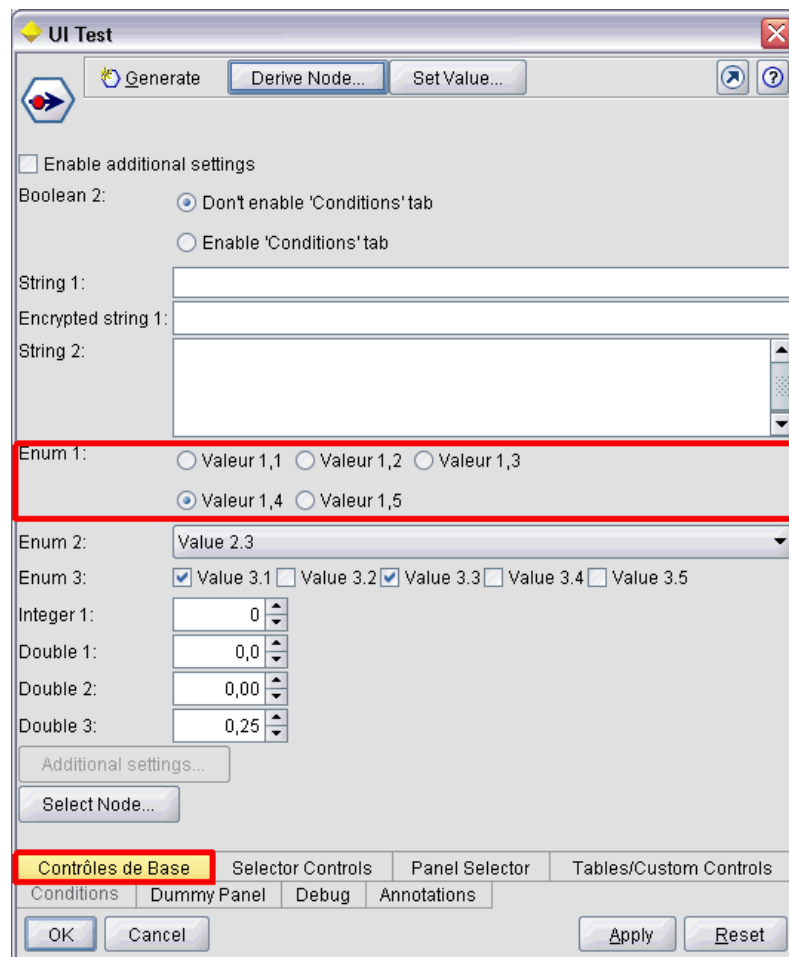 UI Test
Generate Derive Node... Set Value...
Enable additional settings
Boolean 2: Don't enable 'Conditions' tab
Enable 'Conditions' tab
String 1:
Encrypted string 1:
String 2:
Enum 1: Valeur 1,1 Valeur 1,2 Valeur 1,3
Valeur 1,4 Valeur 1,5
Enum 2: Value 2.3
Enum 3: Value 3.1 Value 3.2 Value 3.3 Value 3.4 Value 3.5
Integer 1: 0
Double 1: 0,0
Double 2: 0,00
Double 3: 0,25
Additional settings...
Select Node...
Contrôles de Base Selector Controls Panel Selector Tables/Custom Controls
Conditions Dummy Panel Debug Annotations
OK Cancel Apply Reset